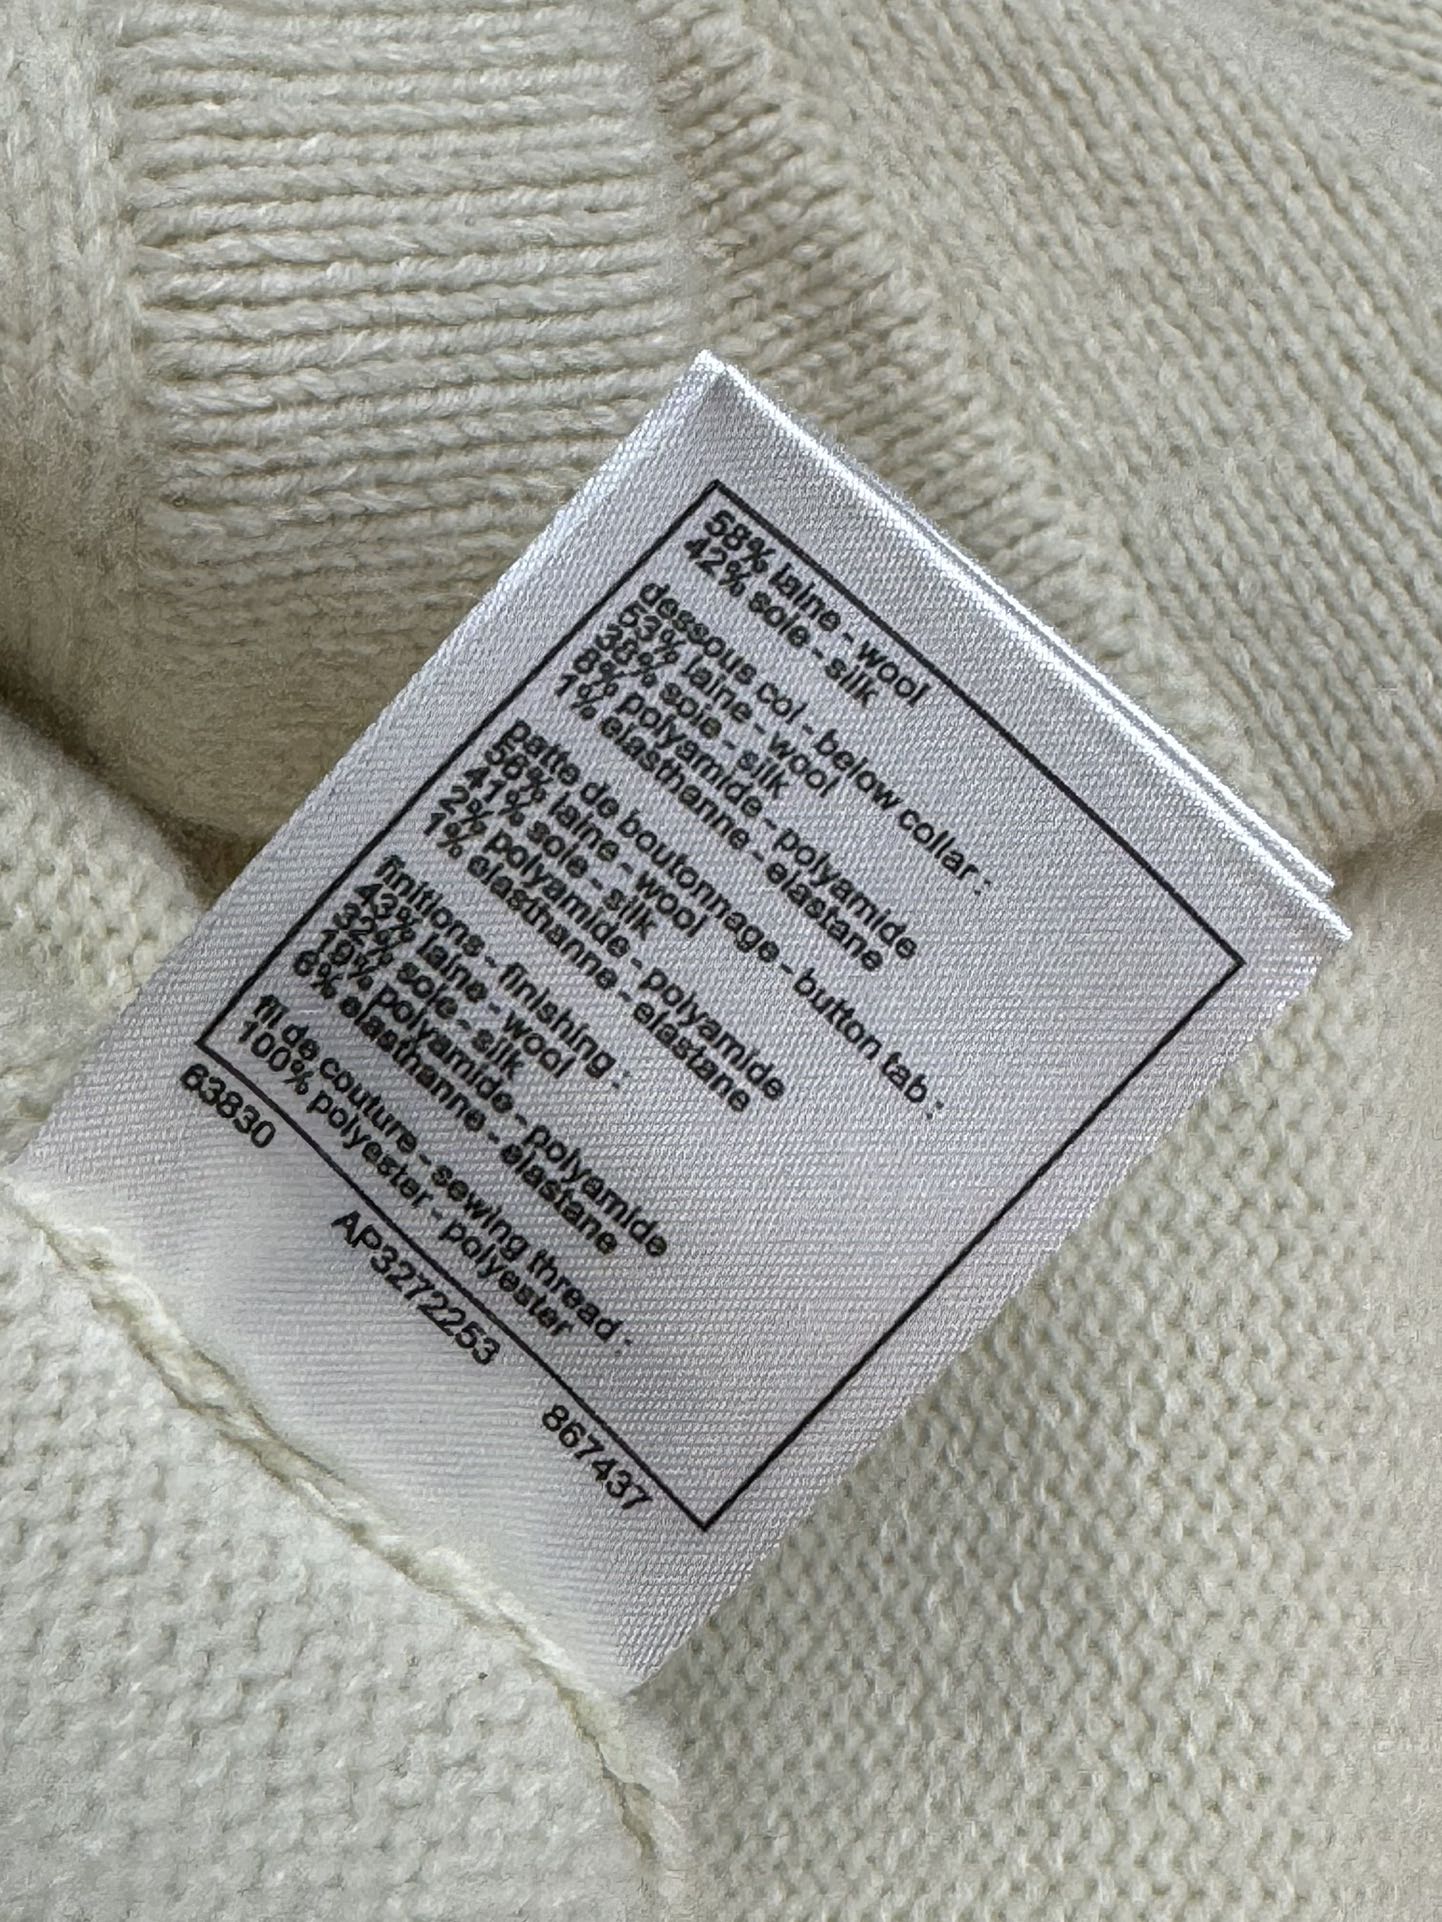 58% laine - wool
42% soie - silk
dessous col - below collar :
53% laine - wool
38% soie - silk
8% polyamide - polyamide
1% elasthanne - elastane
patte de boutonnage - button tab :
56% laine - wool
41% soie - silk
2% polyamide - polyamide
1% elasthanne - elastane
finitions - finishing :
43% laine - wool
32% soie - silk
19% polyamide - polyamide
6% elasthanne - elastane
fil de couture - sewing thread :
100% polyester - polyester
63830 AP3272253 867437